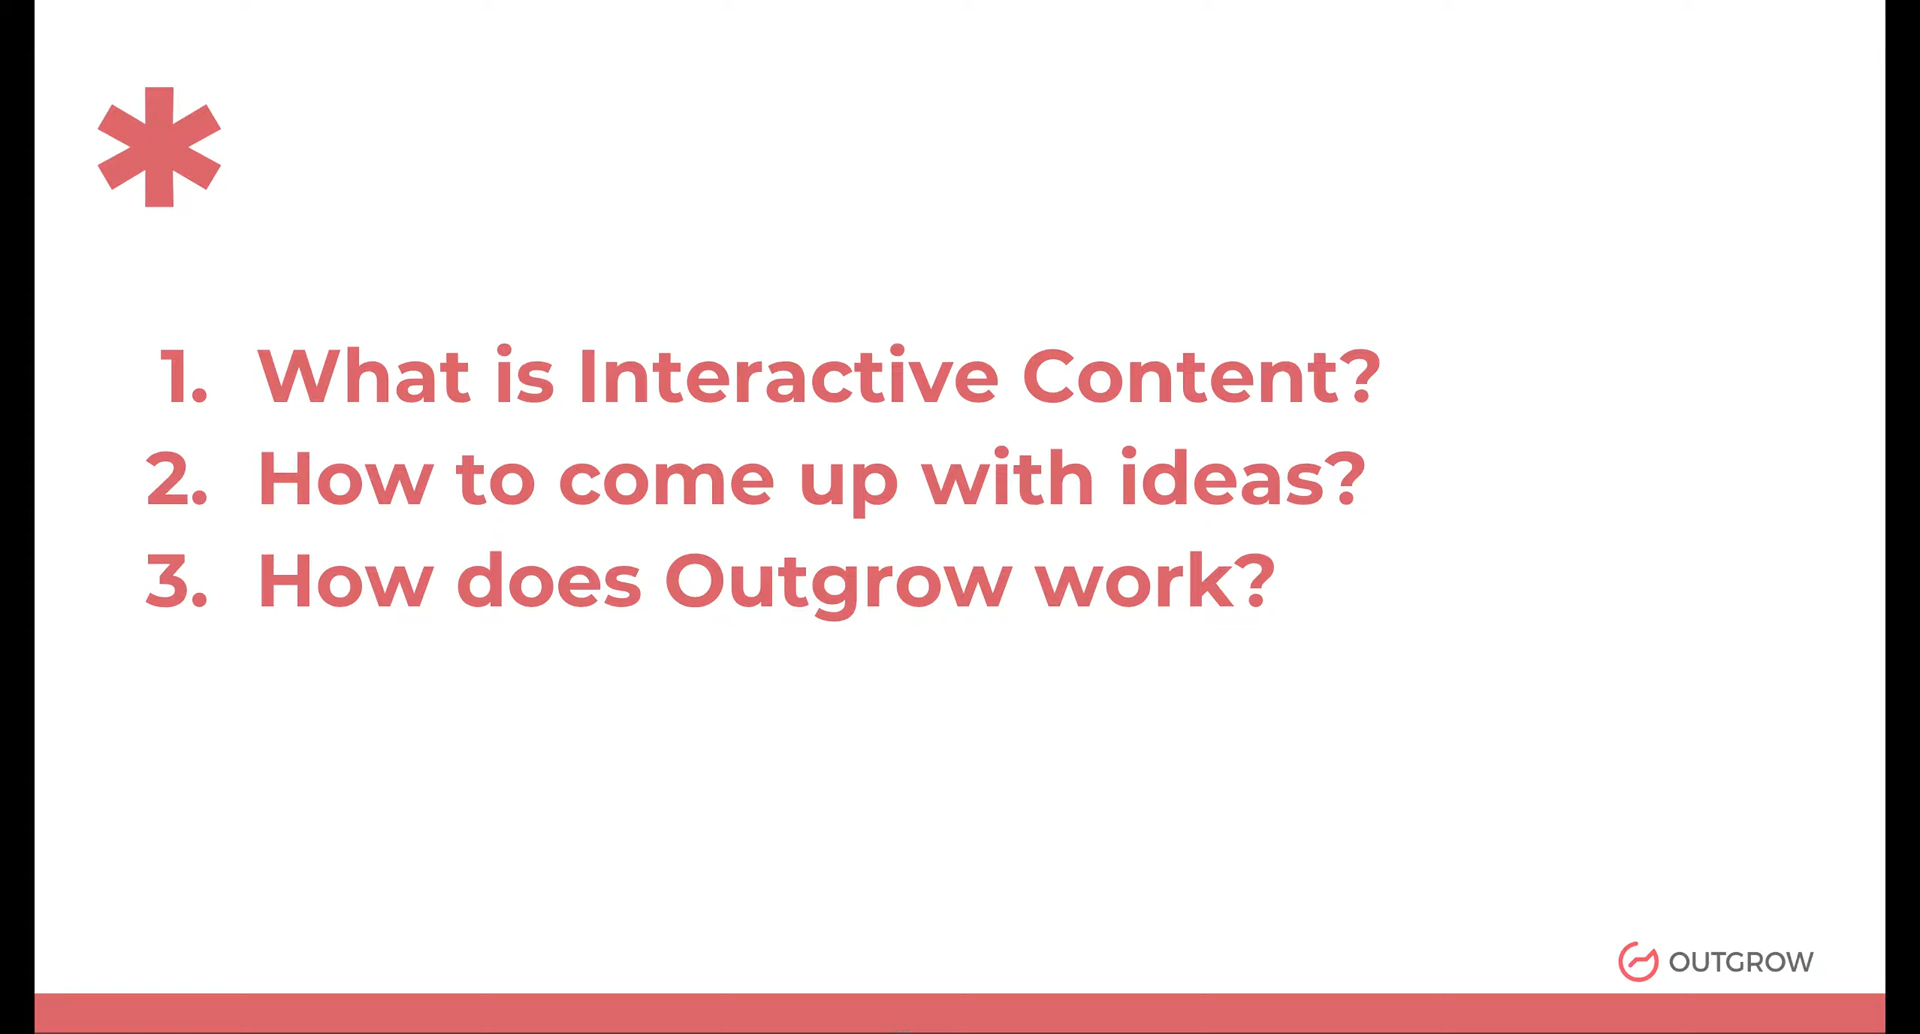 1. What is Interactive Content?
2. How to come up with ideas?
3. How does Outgrow work?
OUTGROW